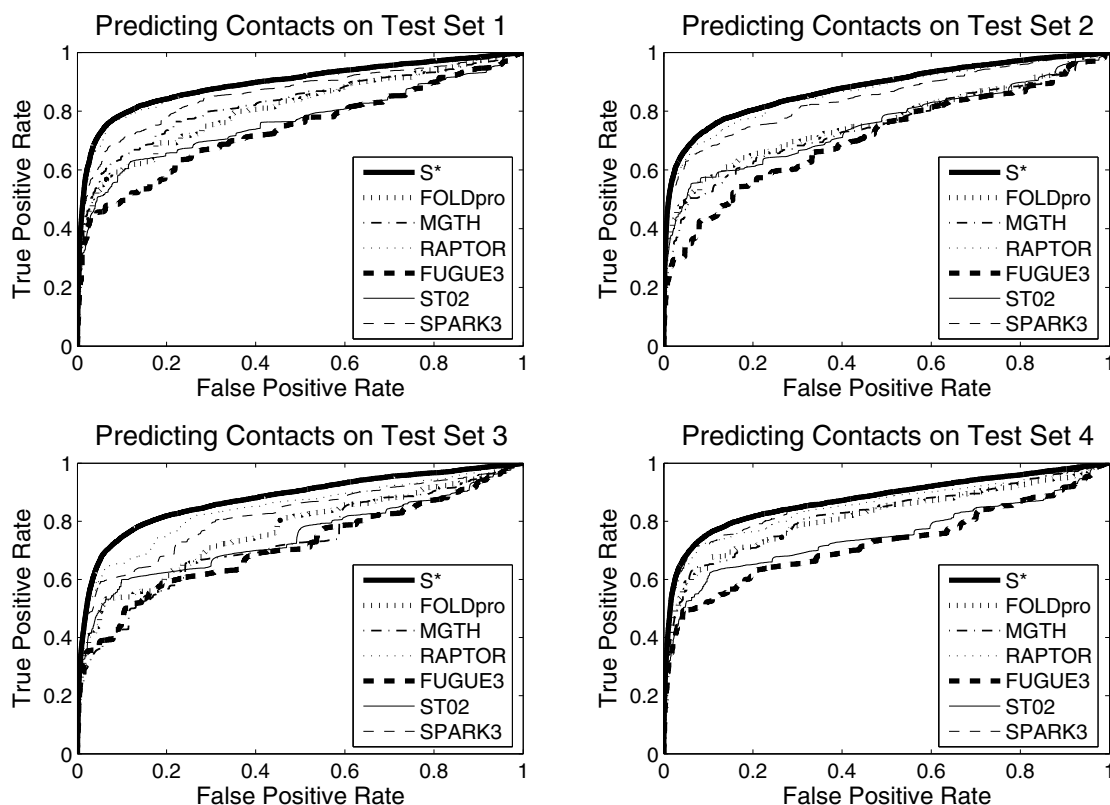 Predicting Contacts on Test Set 1
True Positive Rate
1
0.8
0.6
0.4
0.2
0
0
0.2
0.4
0.6
0.8
1
False Positive Rate
S*
FOLDpro
MGTH
RAPTOR
FUGUE3
ST02
SPARK3
Predicting Contacts on Test Set 2
True Positive Rate
1
0.8
0.6
0.4
0.2
0
0
0.2
0.4
0.6
0.8
1
False Positive Rate
S*
FOLDpro
MGTH
RAPTOR
FUGUE3
ST02
SPARK3
Predicting Contacts on Test Set 3
True Positive Rate
1
0.8
0.6
0.4
0.2
0
0
0.2
0.4
0.6
0.8
1
False Positive Rate
S*
FOLDpro
MGTH
RAPTOR
FUGUE3
ST02
SPARK3
Predicting Contacts on Test Set 4
True Positive Rate
1
0.8
0.6
0.4
0.2
0
0
0.2
0.4
0.6
0.8
1
False Positive Rate
S*
FOLDpro
MGTH
RAPTOR
FUGUE3
ST02
SPARK3